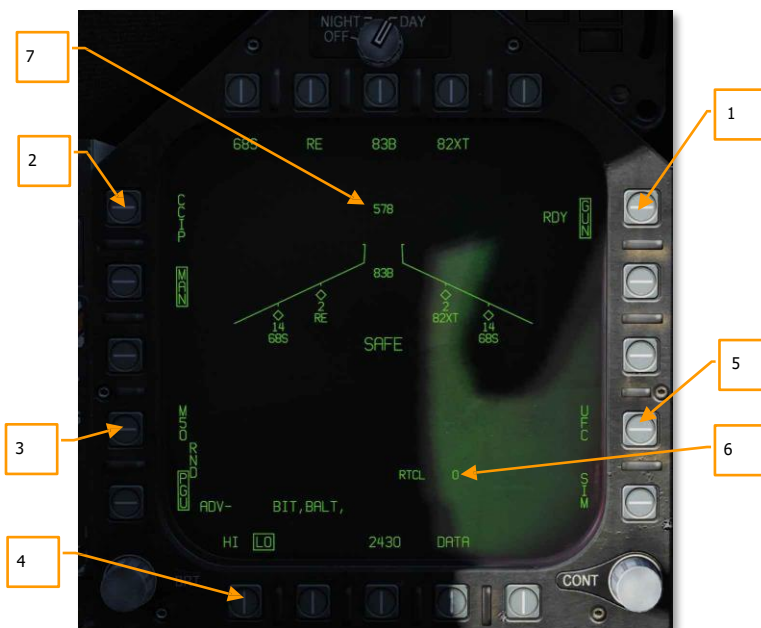 NIGHT DAY
OFF
7
1
2
68S RE 83B 82XT
CCIP
578
RDY GUN
MAN
83B
2
RE
2
82XT
14
68S
14
68S
SAFE
5
3
M50
RND
PGU
UFC
6
RTCL 0
SIM
ADV- BIT,BALT,
HI LO 2430 DATA
4
CONT